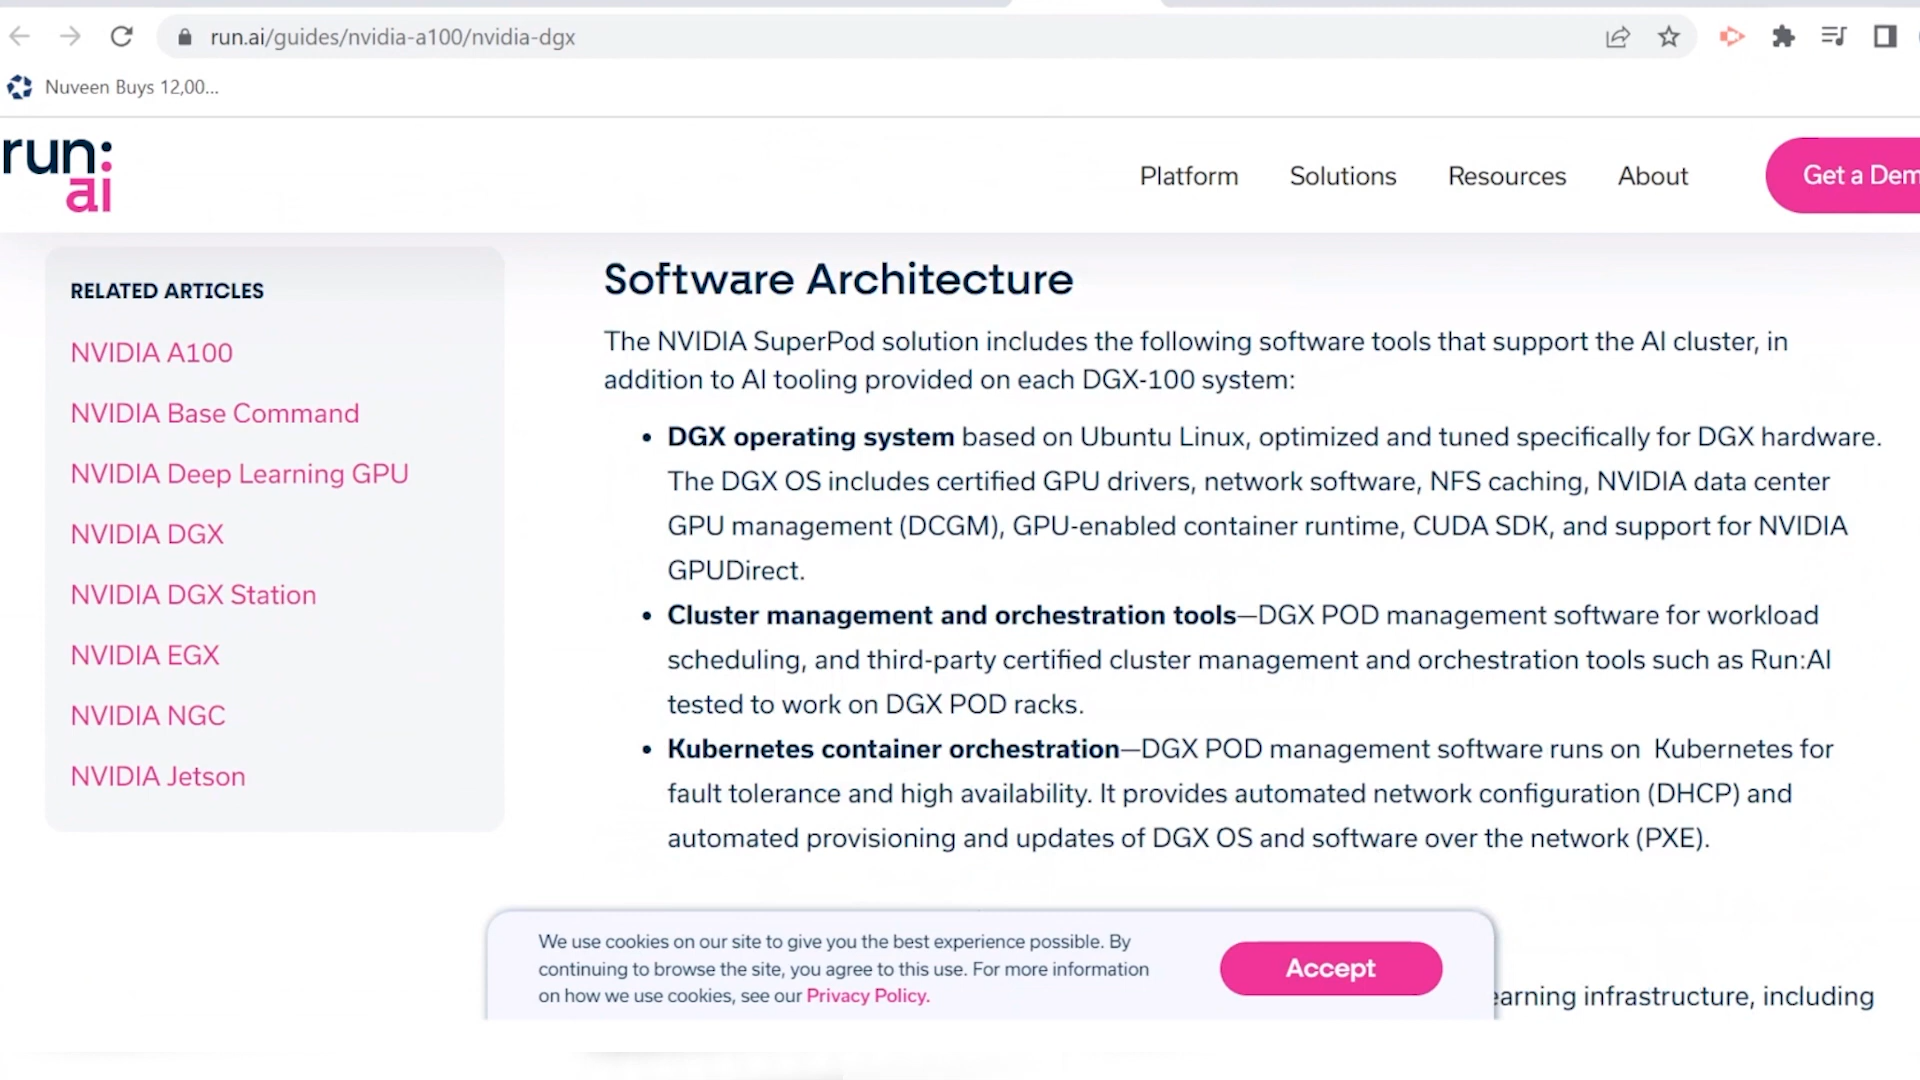 run.ai/guides/nvidia-a100/nvidia-dgx
Nuveen Buys 12,00...
run:
ai
Platform
Solutions
Resources
About
Get a Dem
RELATED ARTICLES
NVIDIA A100
NVIDIA Base Command
NVIDIA Deep Learning GPU
NVIDIA DGX
NVIDIA DGX Station
NVIDIA EGX
NVIDIA NGC
NVIDIA Jetson
Software Architecture
The NVIDIA SuperPod solution includes the following software tools that support the AI cluster, in
addition to AI tooling provided on each DGX-100 system:
• DGX operating system based on Ubuntu Linux, optimized and tuned specifically for DGX hardware.
The DGX OS includes certified GPU drivers, network software, NFS caching, NVIDIA data center
GPU management (DCGM), GPU-enabled container runtime, CUDA SDK, and support for NVIDIA
GPUDirect.
• Cluster management and orchestration tools—DGX POD management software for workload
scheduling, and third-party certified cluster management and orchestration tools such as Run:AI
tested to work on DGX POD racks.
• Kubernetes container orchestration—DGX POD management software runs on Kubernetes for
fault tolerance and high availability. It provides automated network configuration (DHCP) and
automated provisioning and updates of DGX OS and software over the network (PXE).
We use cookies on our site to give you the best experience possible. By
continuing to browse the site, you agree to this use. For more information
on how we use cookies, see our Privacy Policy.
Accept
earning infrastructure, including